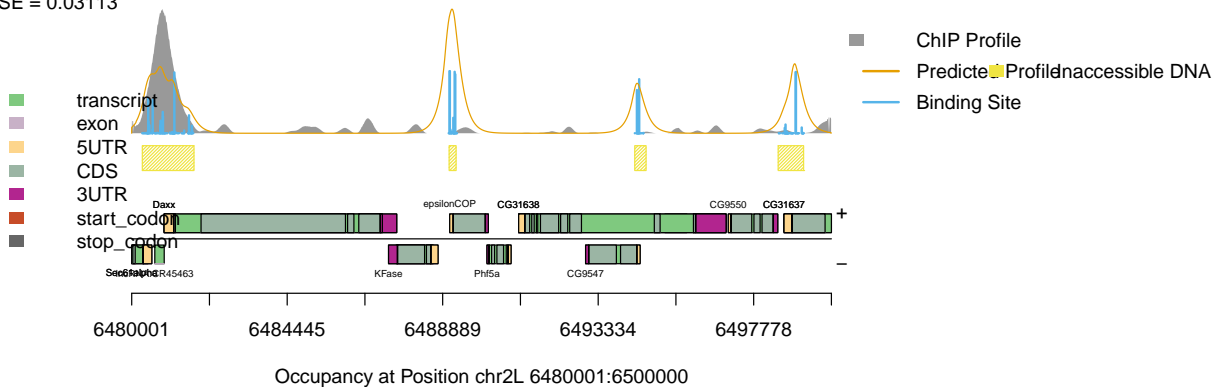 SE = 0.03113
ChIP Profile
Predicted Profile
Inaccessible DNA
Binding Site
transcript
exon
5UTR
CDS
3UTR
start_codon
stop_codon
Daxx
epsilonCOP
CG31638
CG9550
CG31637
+
CR45463
KFase
Phf5a
CG9547
−
6480001
6484445
6488889
6493334
6497778
Occupancy at Position chr2L 6480001:6500000